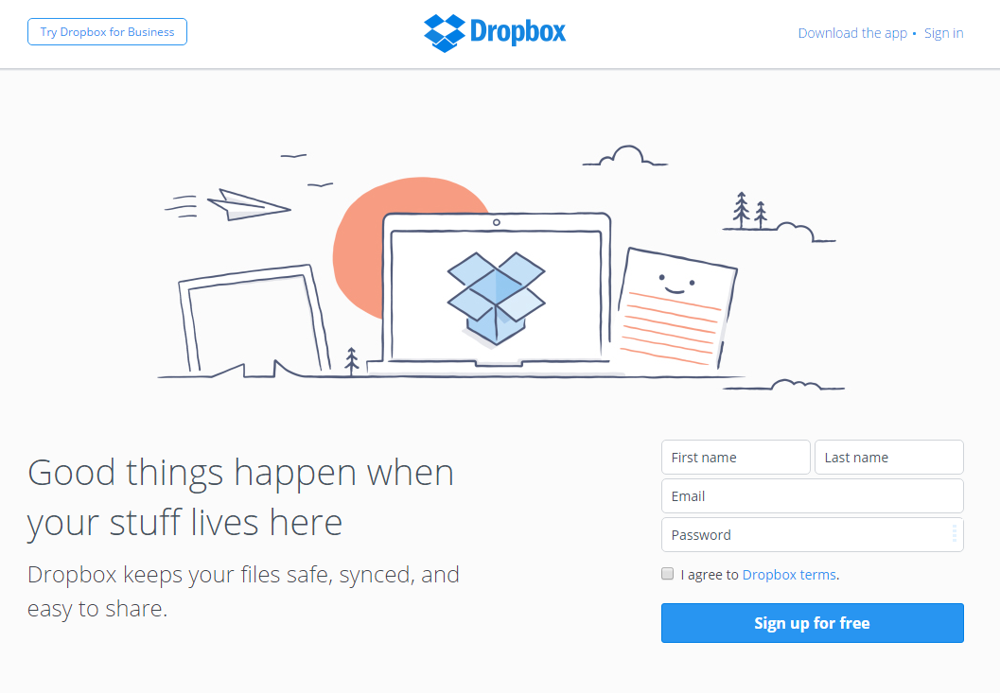 Try Dropbox for Business
Dropbox
Download the app • Sign in
Good things happen when
your stuff lives here
Dropbox keeps your files safe, synced, and
easy to share.
First name
Last name
Email
Password
I agree to Dropbox terms.
Sign up for free